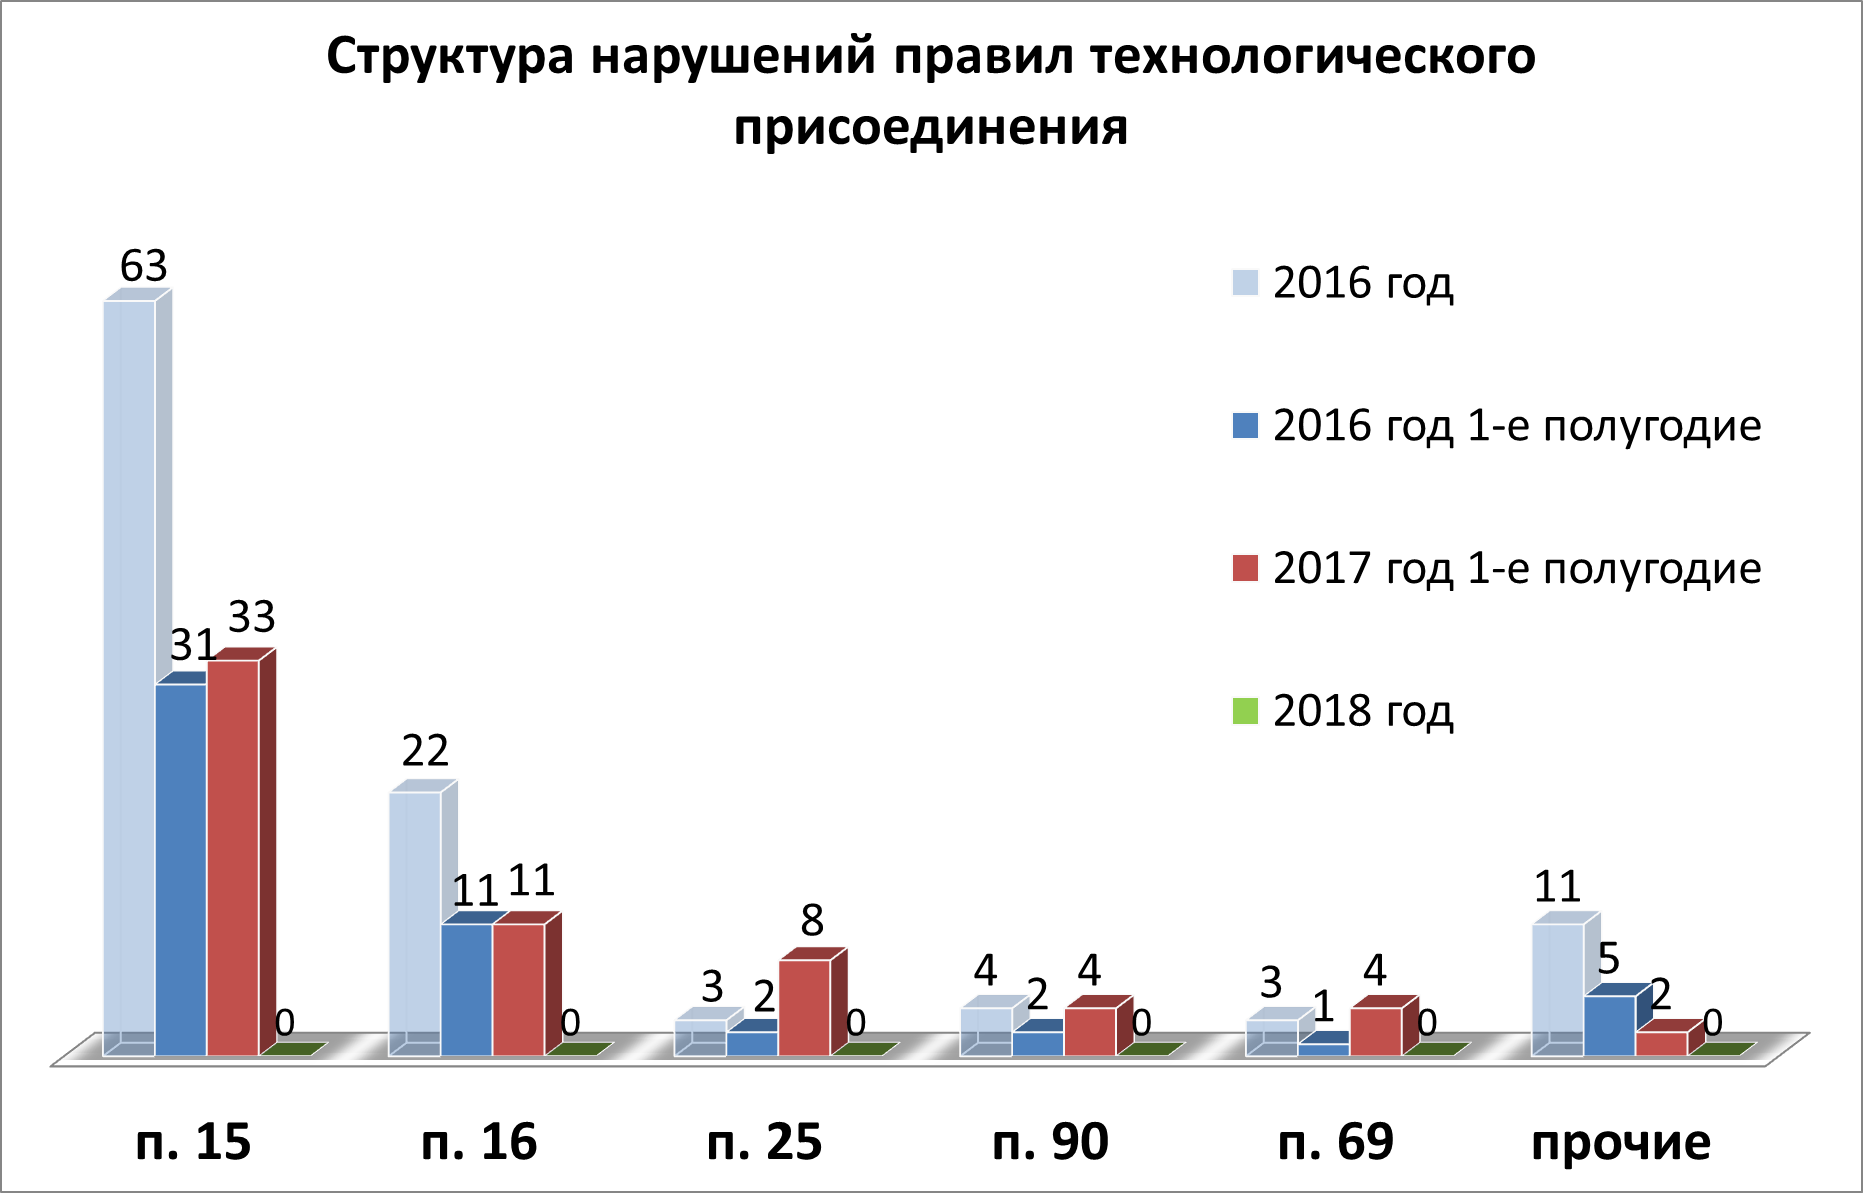 Структура нарушений правил технологического
присоединения
2016 год
2016 год 1-е полугодие
2017 год 1-е полугодие
2018 год
63
31
33
0
22
11
11
0
3
2
8
0
4
2
4
0
3
1
4
0
11
5
2
0
п. 15
п. 16
п. 25
п. 90
п. 69
прочие